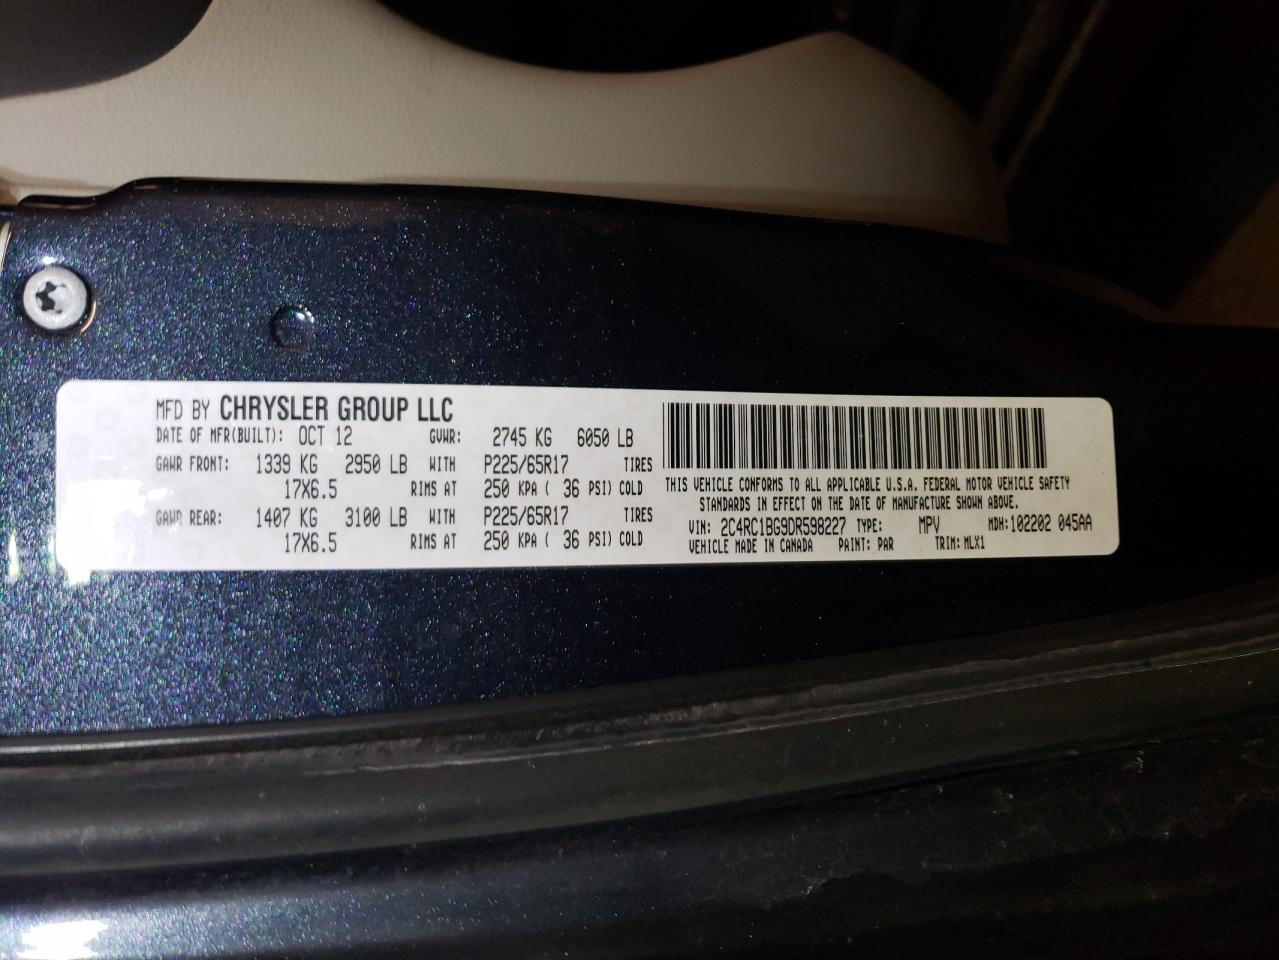 MFD BY CHRYSLER GROUP LLC
DATE OF MFR(BUILT): OCT 12 GVWR: 2745 KG 6050 LB
GAWR FRONT: 1339 KG 2950 LB WITH P225/65R17 TIRES
17X6.5 RIMS AT 250 KPA ( 36 PSI) COLD
GAWR REAR: 1407 KG 3100 LB WITH P225/65R17 TIRES
17X6.5 RIMS AT 250 KPA ( 36 PSI) COLD
THIS VEHICLE CONFORMS TO ALL APPLICABLE U.S.A. FEDERAL MOTOR VEHICLE SAFETY
STANDARDS IN EFFECT ON THE DATE OF MANUFACTURE SHOWN ABOVE.
VIN: 2C4RC1BG9DR598227 TYPE: MPV MDH:102202 045AA
VEHICLE MADE IN CANADA PAINT: PAR TRIM: MLX1